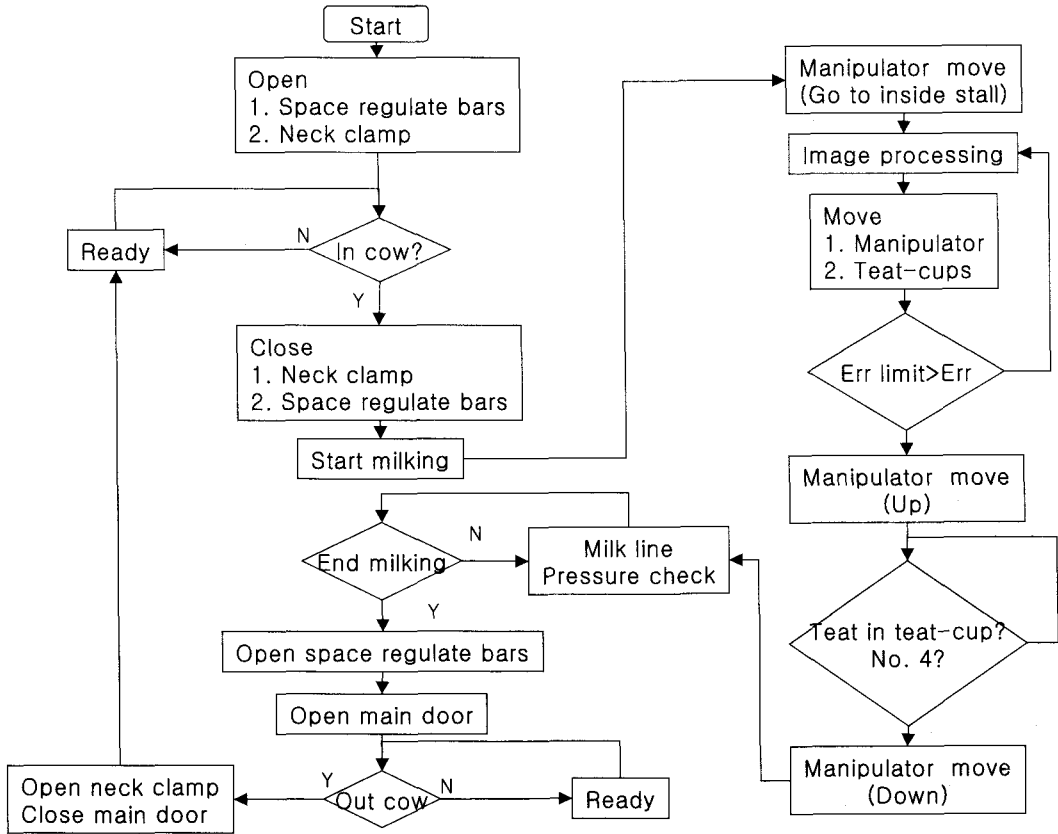 Start
Open
1. Space regulate bars
2. Neck clamp
Ready
N
In cow?
Y
Close
1. Neck clamp
2. Space regulate bars
Start milking
Manipulator move
(Go to inside stall)
Image processing
Move
1. Manipulator
2. Teat-cups
Err limit>Err
Manipulator move
(Up)
Teat in teat-cup?
No. 4?
Manipulator move
(Down)
Milk line
Pressure check
N
End milking
Y
Open space regulate bars
Open main door
Y
Out cow
N
Ready
Open neck clamp
Close main door